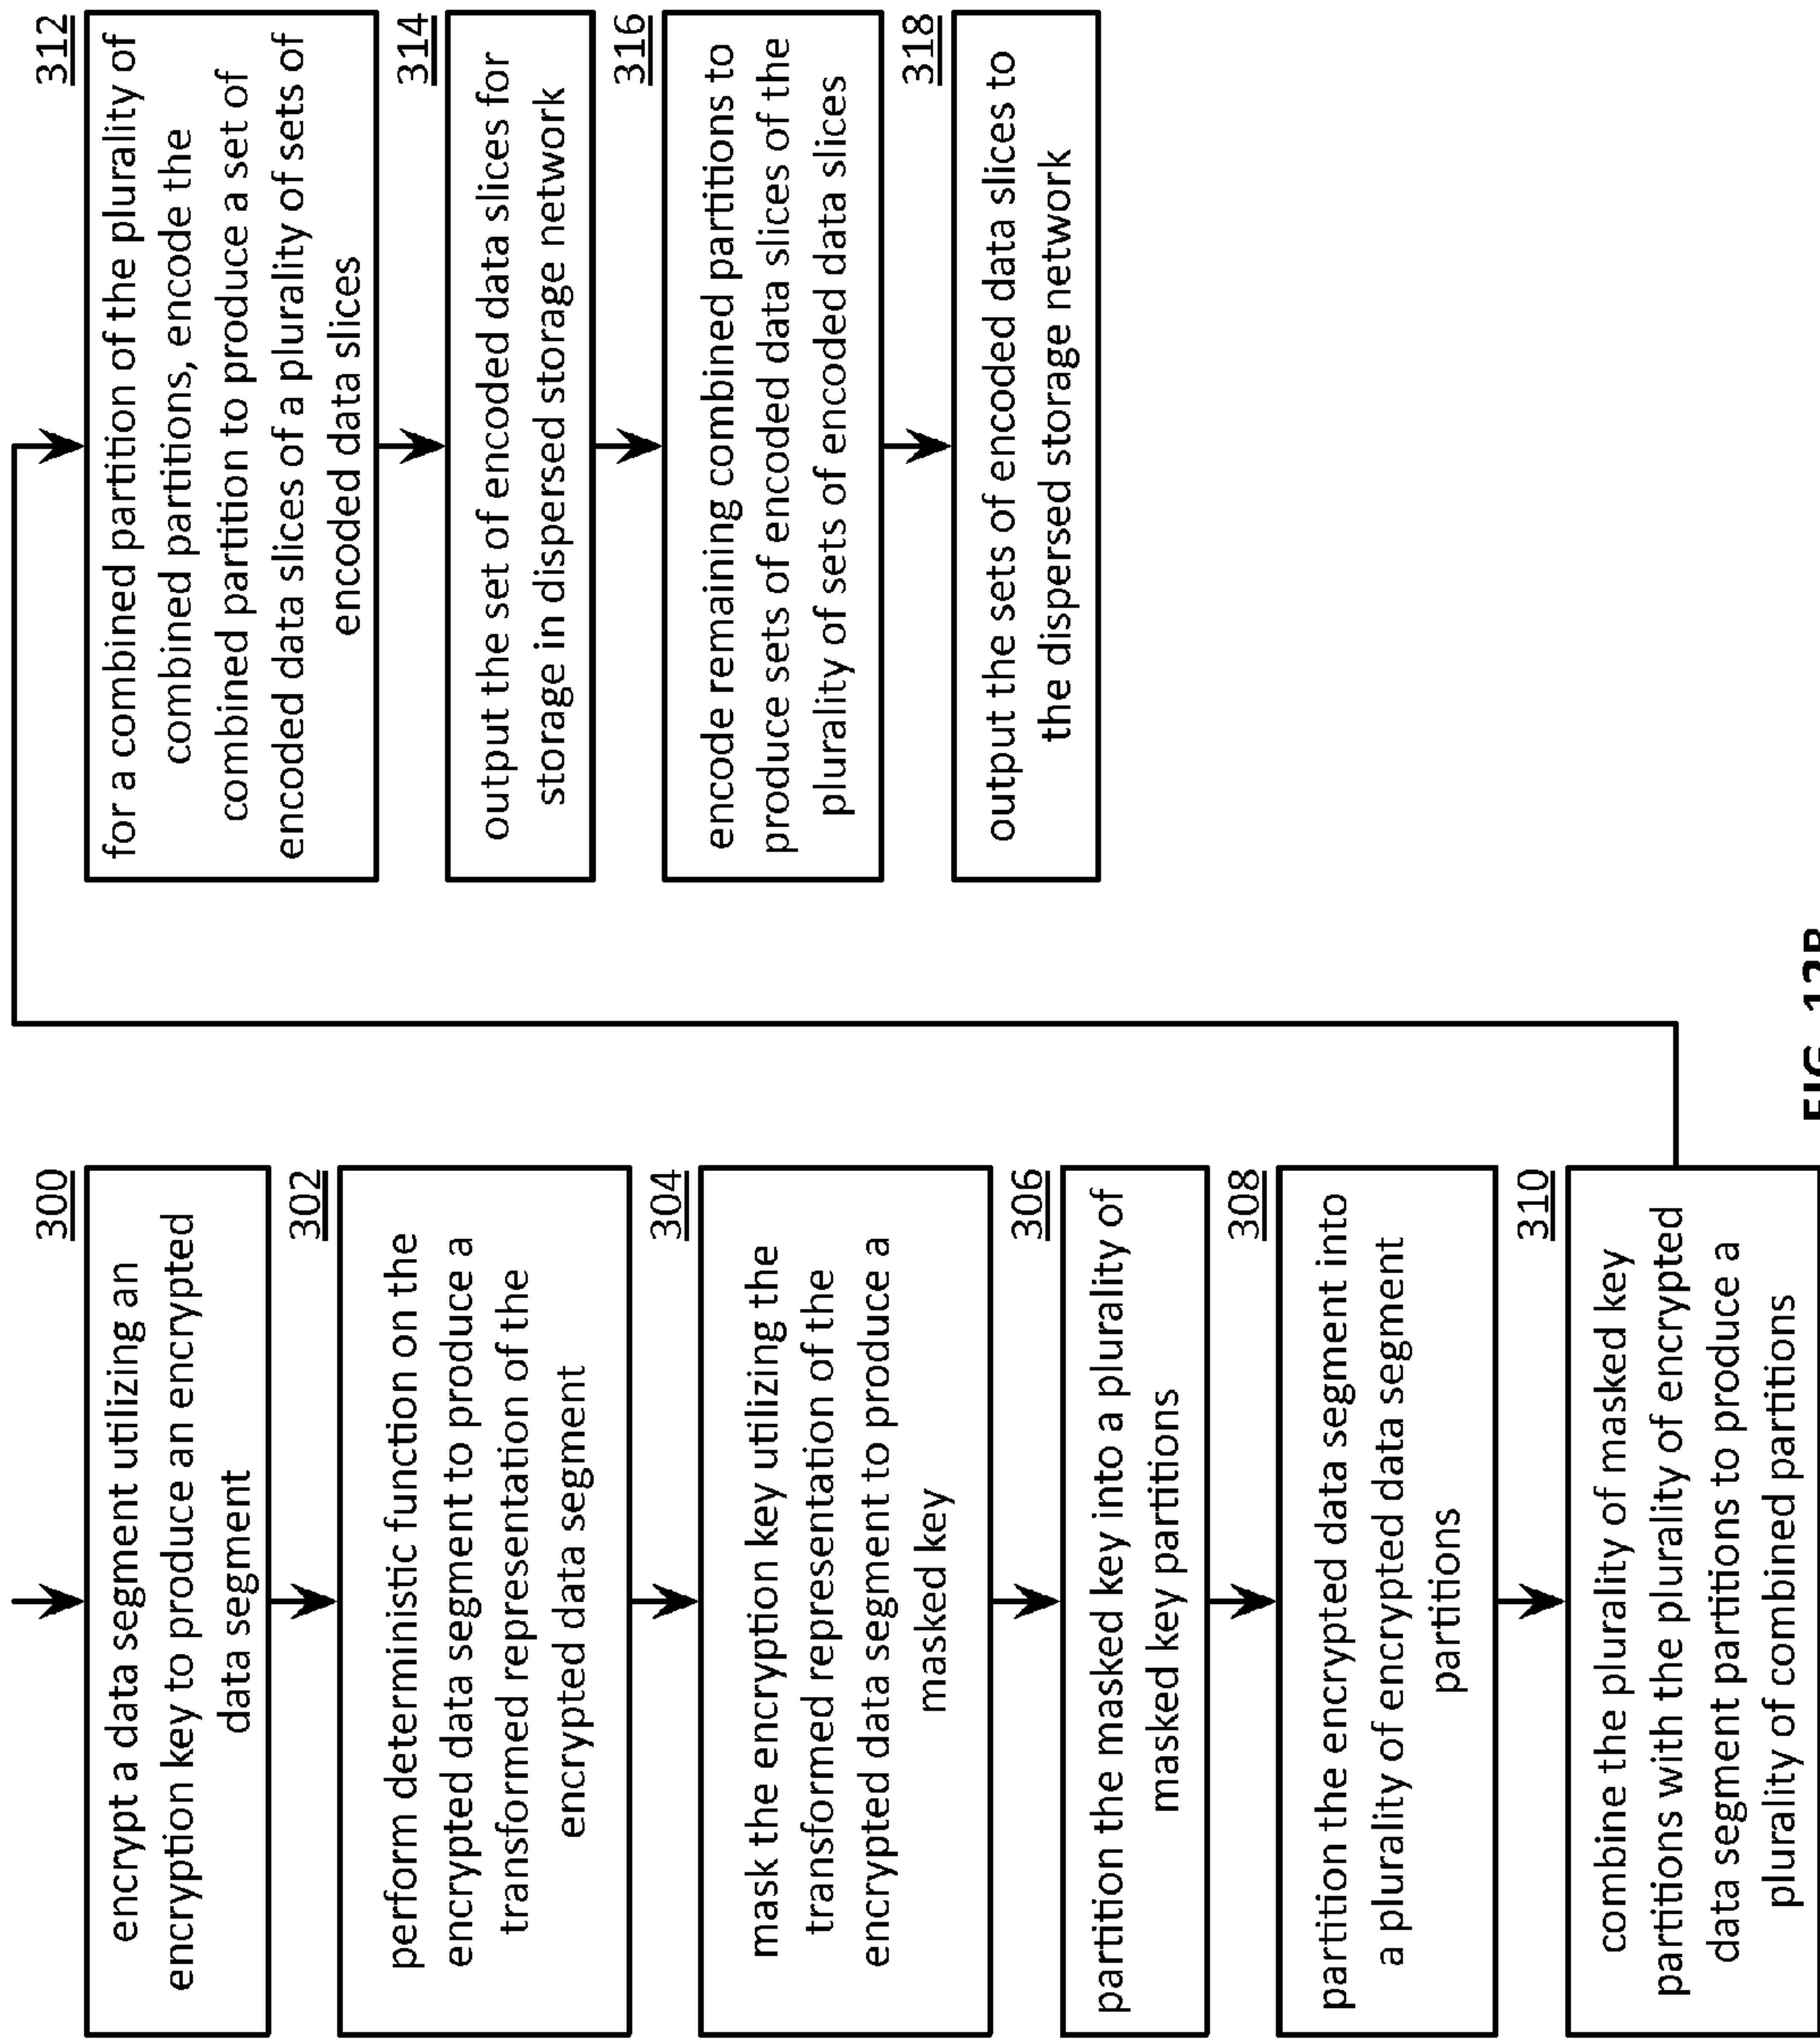 300
encrypt a data segment utilizing an
encryption key to produce an encrypted
data segment
302
perform deterministic function on the
encrypted data segment to produce a
transformed representation of the
encrypted data segment
304
mask the encryption key utilizing the
transformed representation of the
encrypted data segment to produce a
masked key
306
partition the masked key into a plurality of
masked key partitions
308
partition the encrypted data segment into
a plurality of encrypted data segment
partitions
310
combine the plurality of masked key
partitions with the plurality of encrypted
data segment partitions to produce a
plurality of combined partitions
312
for a combined partition of the plurality of
combined partitions, encode the
combined partition to produce a set of
encoded data slices of a plurality of sets of
encoded data slices
314
output the set of encoded data slices for
storage in dispersed storage network
316
encode remaining combined partitions to
produce sets of encoded data slices of the
plurality of sets of encoded data slices
318
output the sets of encoded data slices to
the dispersed storage network
FIG. 12B